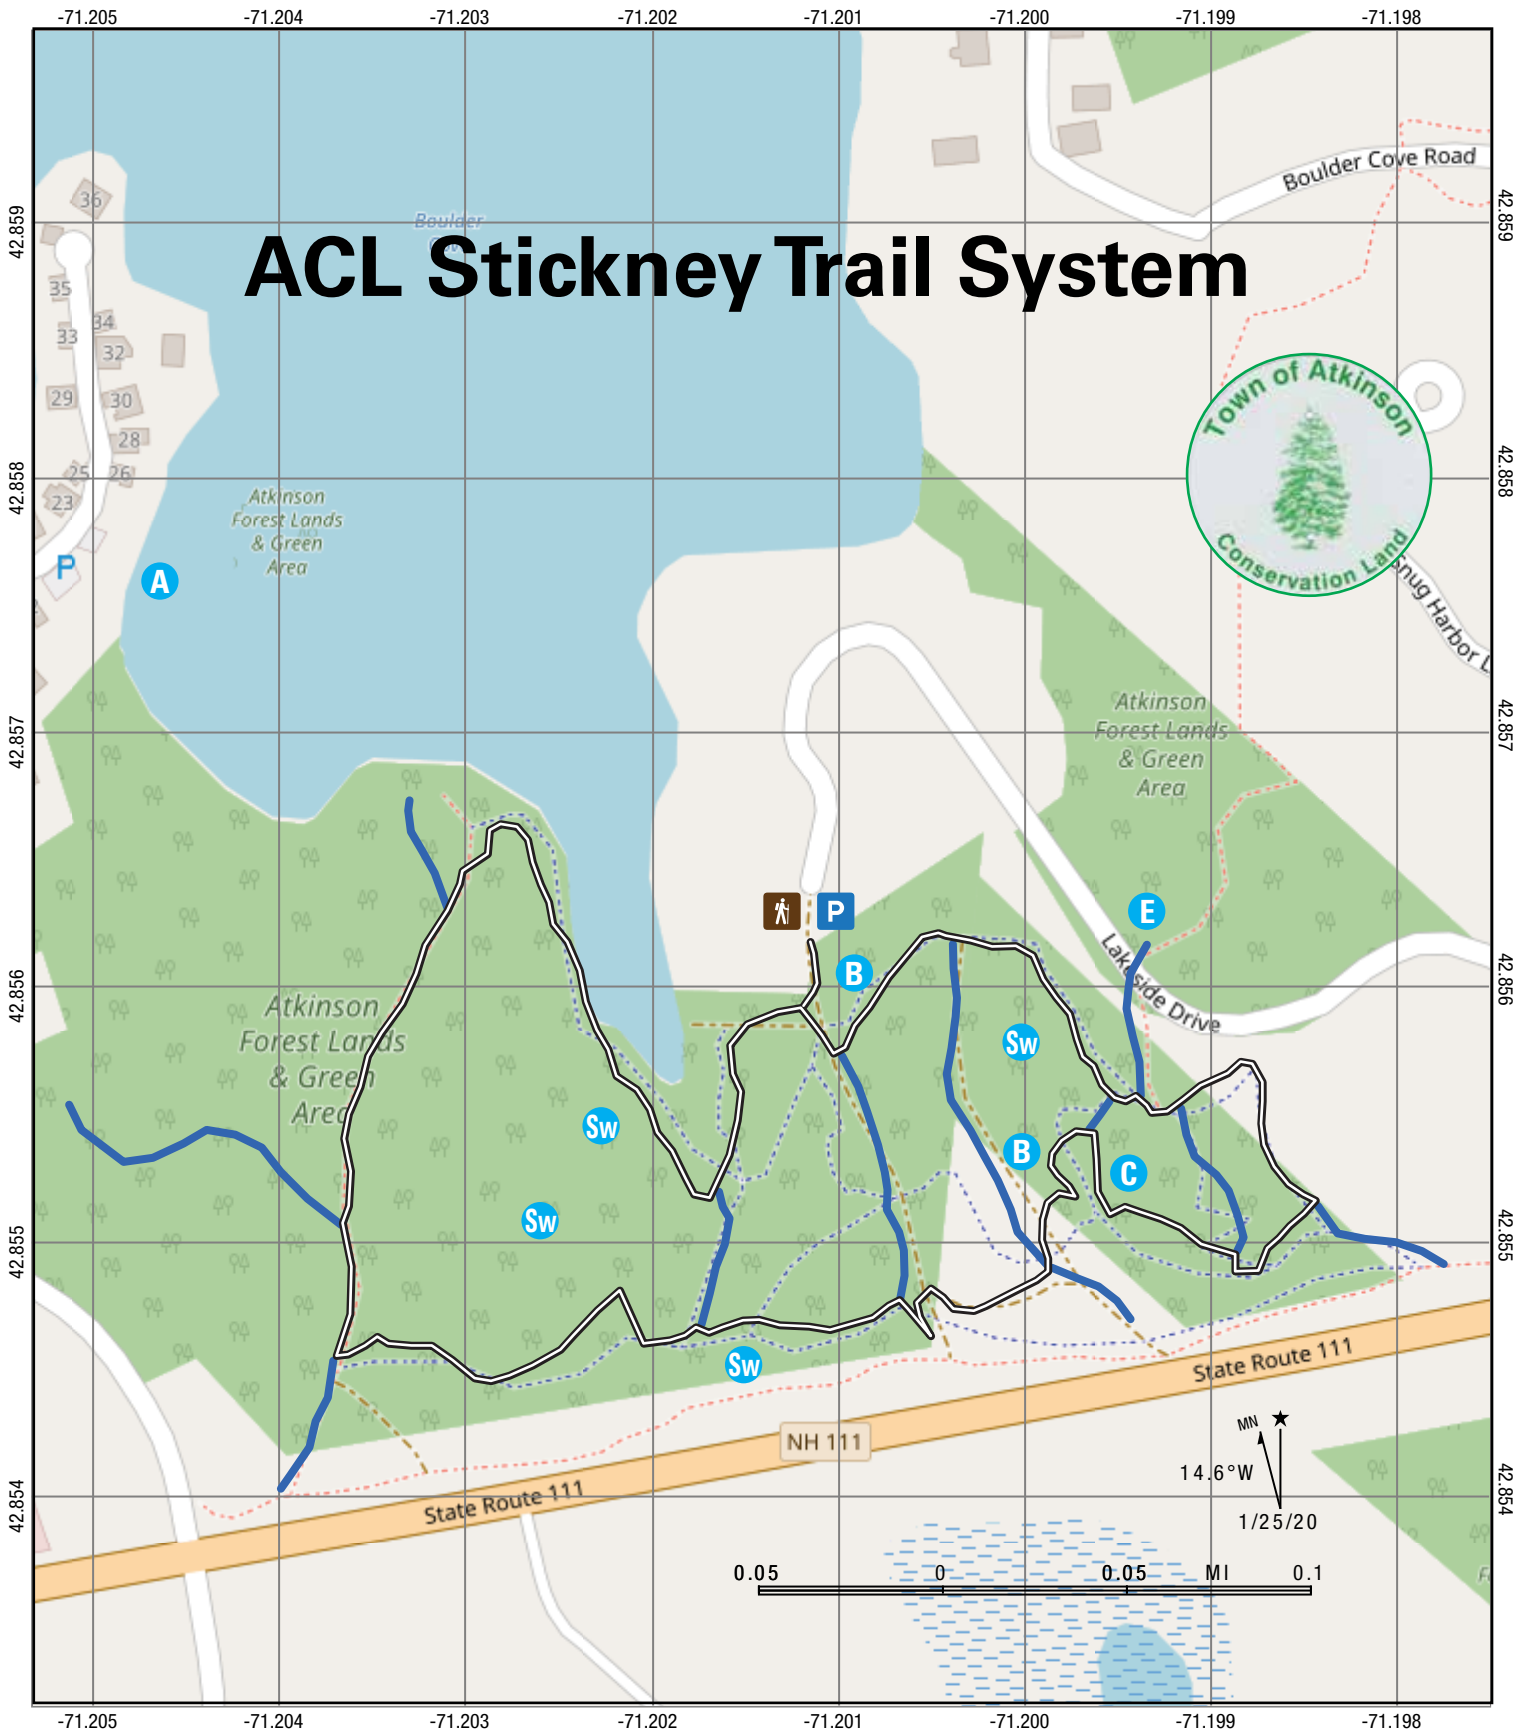 -71.205 -71.204 -71.203 -71.202 -71.201 -71.200 -71.199 -71.198
Boulder Cove Road
36
42.859
Boulder
42.859
ACL Stickney Trail System
35
34
33
32
29
30
28
25
26
23
Town of Atkinson
Conservation Land
42.858
42.858
Atkinson
Forest Lands
& Green
Area
P
A
Snug Harbor L
Atkinson
Forest Lands
& Green
Area
42.857
42.857
P
E
B
Lakeside Drive
42.856
42.856
Atkinson
Forest Lands
& Green
Area
Sw
Sw
B
C
Sw
42.855
42.855
Sw
State Route 111
NH 111
MN
14.6°W
1/25/20
State Route 111
42.854
42.854
0.05 0 0.05 MI 0.1
-71.205 -71.204 -71.203 -71.202 -71.201 -71.200 -71.199 -71.198